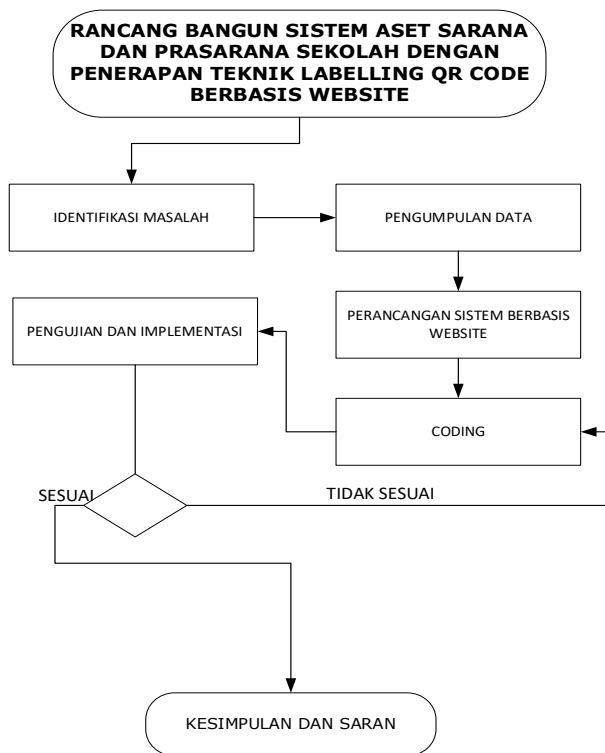 RANCANG BANGUN SISTEM ASET SARANA
DAN PRASARANA SEKOLAH DENGAN
PENERAPAN TEKNIK LABELLING QR CODE
BERBASIS WEBSITE
IDENTIFIKASI MASALAH
PENGUMPULAN DATA
PERANCANGAN SISTEM BERBASIS
WEBSITE
PENGUJIAN DAN IMPLEMENTASI
CODING
SESUAI
TIDAK SESUAI
KESIMPULAN DAN SARAN